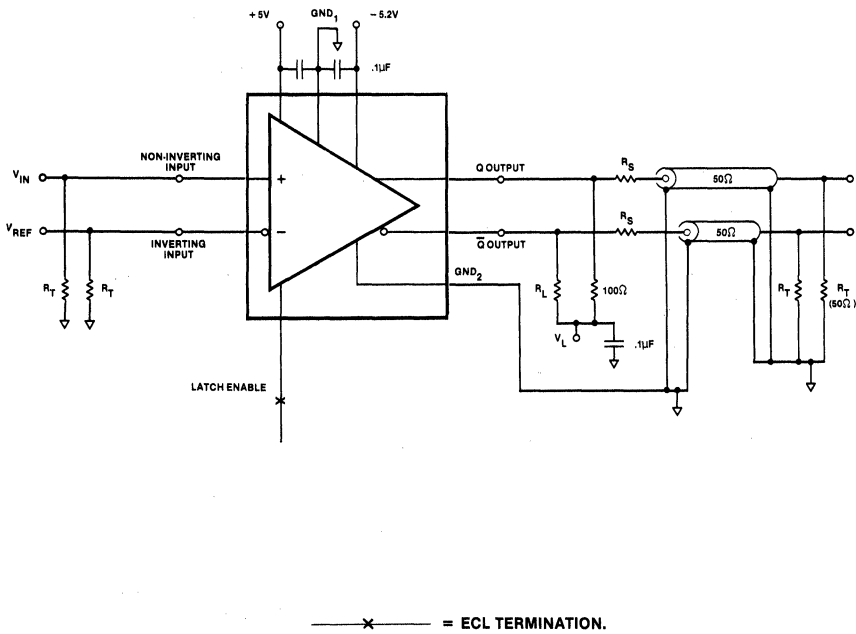 +5V
GND1
-5.2V
.1µF
NON-INVERTING
INPUT
VIN
+
Q OUTPUT
RS
50Ω
VREF
INVERTING
INPUT
−
Q̅ OUTPUT
RS
50Ω
GND2
RT
RT
RL
100Ω
RT
RT
(50Ω)
VL
.1µF
LATCH ENABLE
= ECL TERMINATION.